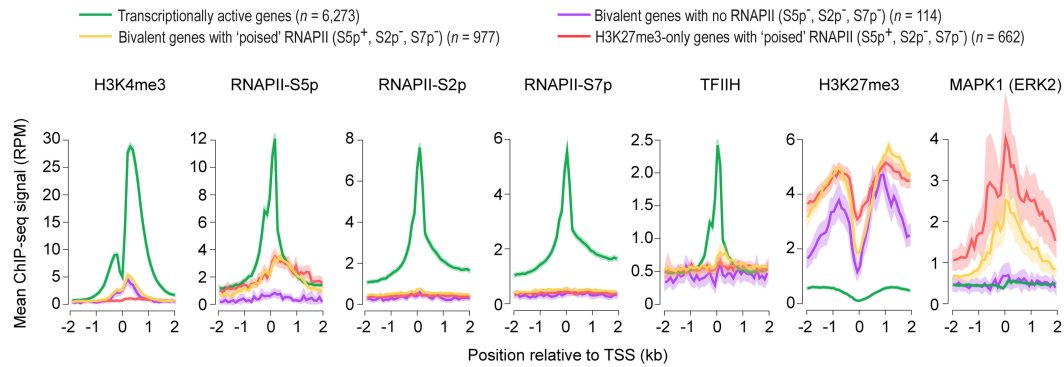 Transcriptionally active genes (n = 6,273)
Bivalent genes with no RNAPII (S5p⁻, S2p⁻, S7p⁻) (n = 114)
Bivalent genes with ‘poised’ RNAPII (S5p⁺, S2p⁻, S7p⁻) (n = 977)
H3K27me3-only genes with ‘poised’ RNAPII (S5p⁺, S2p⁻, S7p⁻) (n = 662)
H3K4me3 RNAPII-S5p RNAPII-S2p RNAPII-S7p TFIIH H3K27me3 MAPK1 (ERK2)
Mean ChIP-seq signal (RPM)
30 25 20 15 10 5 0
12 10 8 6 4 2 0
8 6 4 2 0
6 4 2 0
2.5 2.0 1.5 1.0 0.5 0
6 4 2 0
4 3 2 1 0
-2 -1 0 1 2 -2 -1 0 1 2 -2 -1 0 1 2 -2 -1 0 1 2 -2 -1 0 1 2 -2 -1 0 1 2 -2 -1 0 1 2
Position relative to TSS (kb)